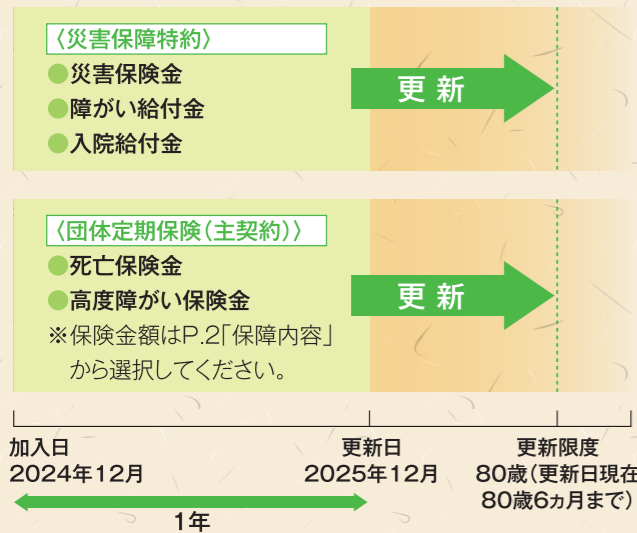 〈災害保障特約〉
●災害保険金
●障がい給付金
●入院給付金
更新
〈団体定期保険(主契約)〉
●死亡保険金
●高度障がい保険金
※保険金額はP.2「保障内容」
から選択してください。
更新
加入日
2024年12月
更新日
2025年12月
更新限度
80歳(更新日現在
80歳6ヵ月まで)
1年